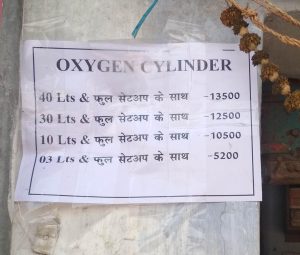 OXYGEN CYLINDER
40 Lts & फुल सेटअप के साथ -13500
30 Lts & फुल सेटअप के साथ -12500
10 Lts & फुल सेटअप के साथ -10500
03 Lts & फुल सेटअप के साथ -5200